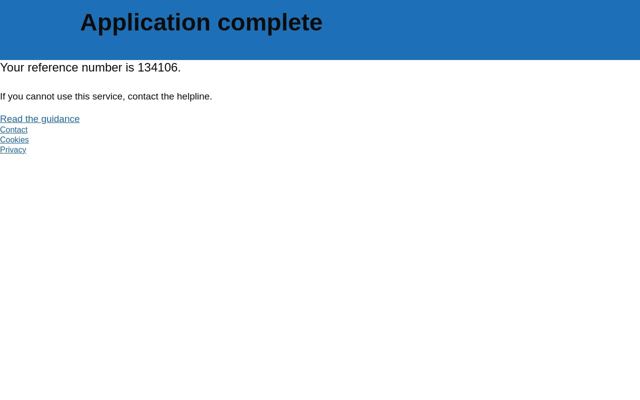 Application complete
Your reference number is 134106.
If you cannot use this service, contact the helpline.
Read the guidance
Contact
Cookies
Privacy